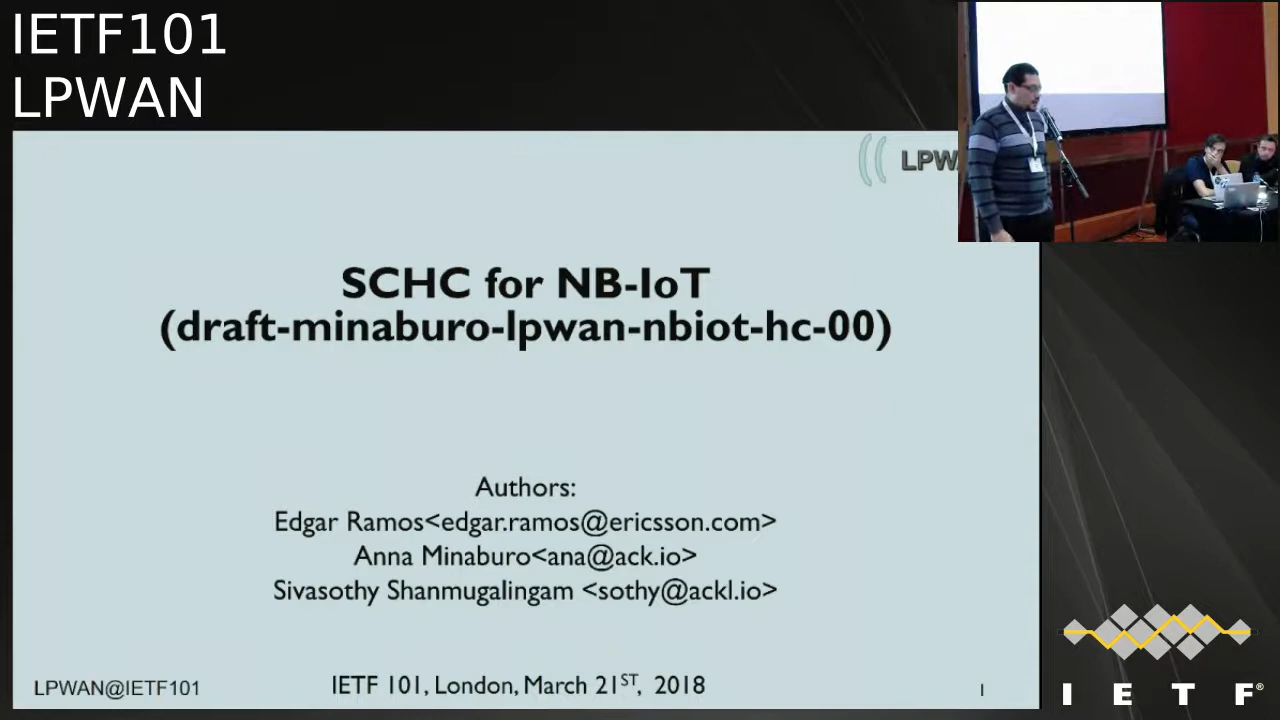 IETF101
LPWAN
LPW
SCHC for NB-IoT
(draft-minaburo-lpwan-nbiot-hc-00)
Authors:
Edgar Ramos<edgar.ramos@ericsson.com>
Anna Minaburo<ana@ack.io>
Sivasothy Shanmugalingam <sothy@ackl.io>
LPWAN@IETF101
IETF 101, London, March 21ST, 2018
1
I E T F®